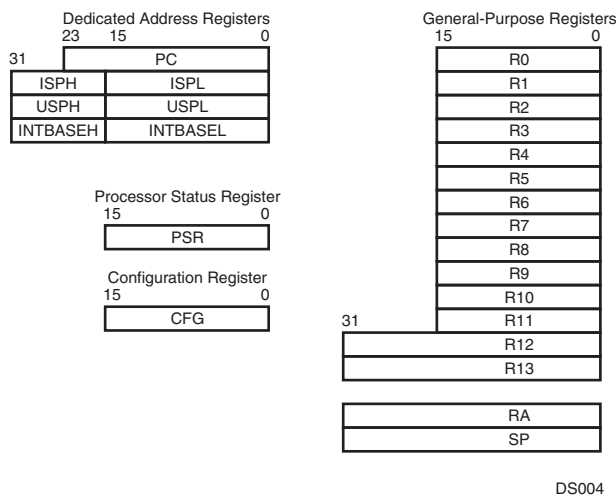 Dedicated Address Registers
23 15 0
31
PC
ISPH ISPL
USPH USPL
INTBASEH INTBASEL
Processor Status Register
15 0
PSR
Configuration Register
15 0
CFG
General-Purpose Registers
15 0
R0
R1
R2
R3
R4
R5
R6
R7
R8
R9
R10
31 R11
R12
R13
RA
SP
DS004